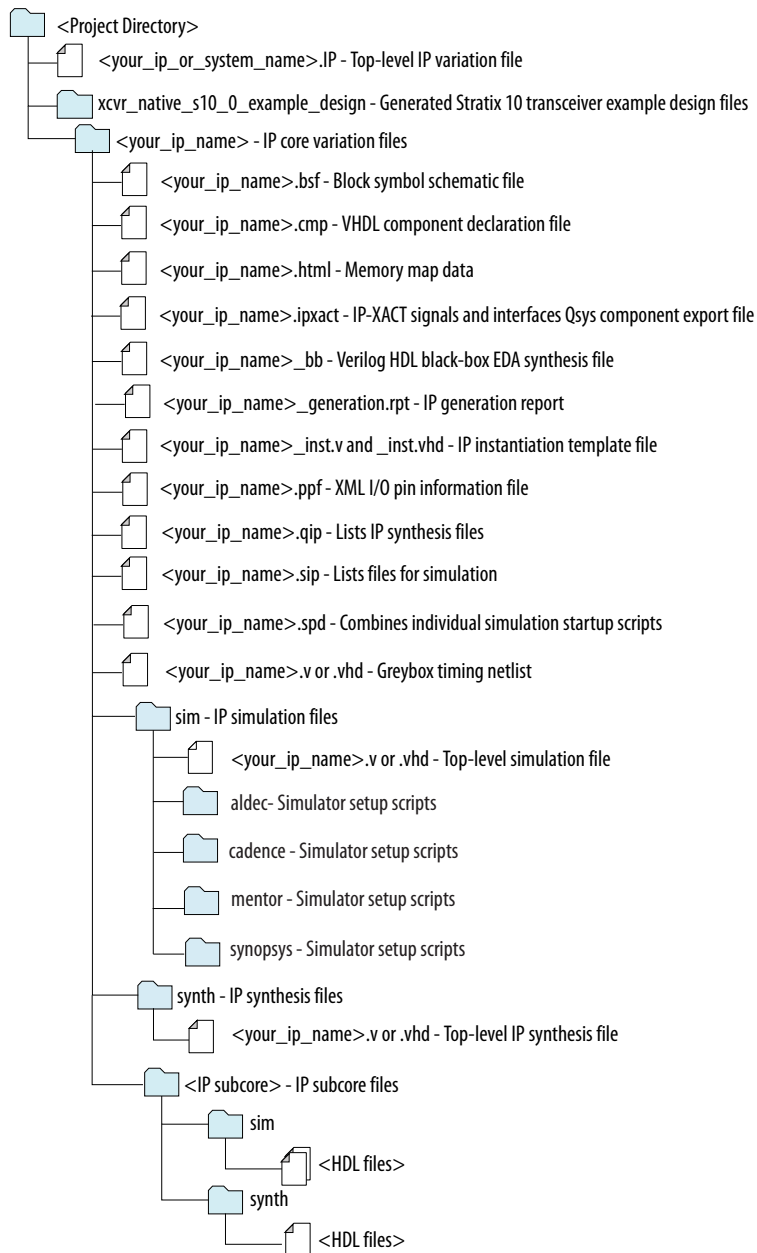 <Project Directory>
<your_ip_or_system_name>.IP - Top-level IP variation file
xcvr_native_s10_0_example_design - Generated Stratix 10 transceiver example design files
<your_ip_name> - IP core variation files
<your_ip_name>.bsf - Block symbol schematic file
<your_ip_name>.cmp - VHDL component declaration file
<your_ip_name>.html - Memory map data
<your_ip_name>.ipxact - IP-XACT signals and interfaces Qsys component export file
<your_ip_name>_bb - Verilog HDL black-box EDA synthesis file
<your_ip_name>_generation.rpt - IP generation report
<your_ip_name>_inst.v and _inst.vhd - IP instantiation template file
<your_ip_name>.ppf - XML I/O pin information file
<your_ip_name>.qip - Lists IP synthesis files
<your_ip_name>.sip - Lists files for simulation
<your_ip_name>.spd - Combines individual simulation startup scripts
<your_ip_name>.v or .vhd - Greybox timing netlist
sim - IP simulation files
<your_ip_name>.v or .vhd - Top-level simulation file
aldec- Simulator setup scripts
cadence - Simulator setup scripts
mentor - Simulator setup scripts
synopsys - Simulator setup scripts
synth - IP synthesis files
<your_ip_name>.v or .vhd - Top-level IP synthesis file
<IP subcore> - IP subcore files
sim
<HDL files>
synth
<HDL files>